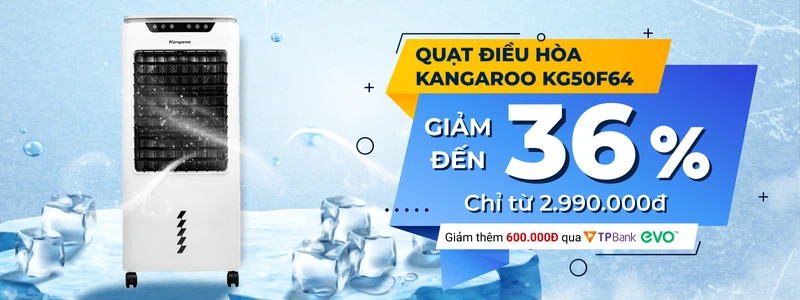 Kangaroo
QUẠT ĐIỀU HÒA
KANGAROO KG50F64
GIẢM
ĐẾN
36%
Chỉ từ 2.990.000đ
Giảm thêm 600.000Đ qua TPBank evo™